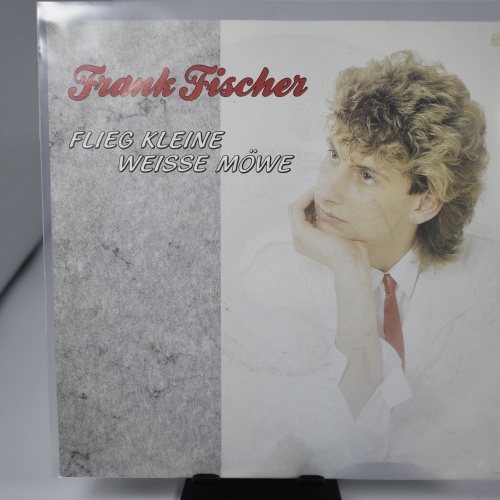 Frank Fischer
FLIEG KLEINE
WEISSE MÖWE